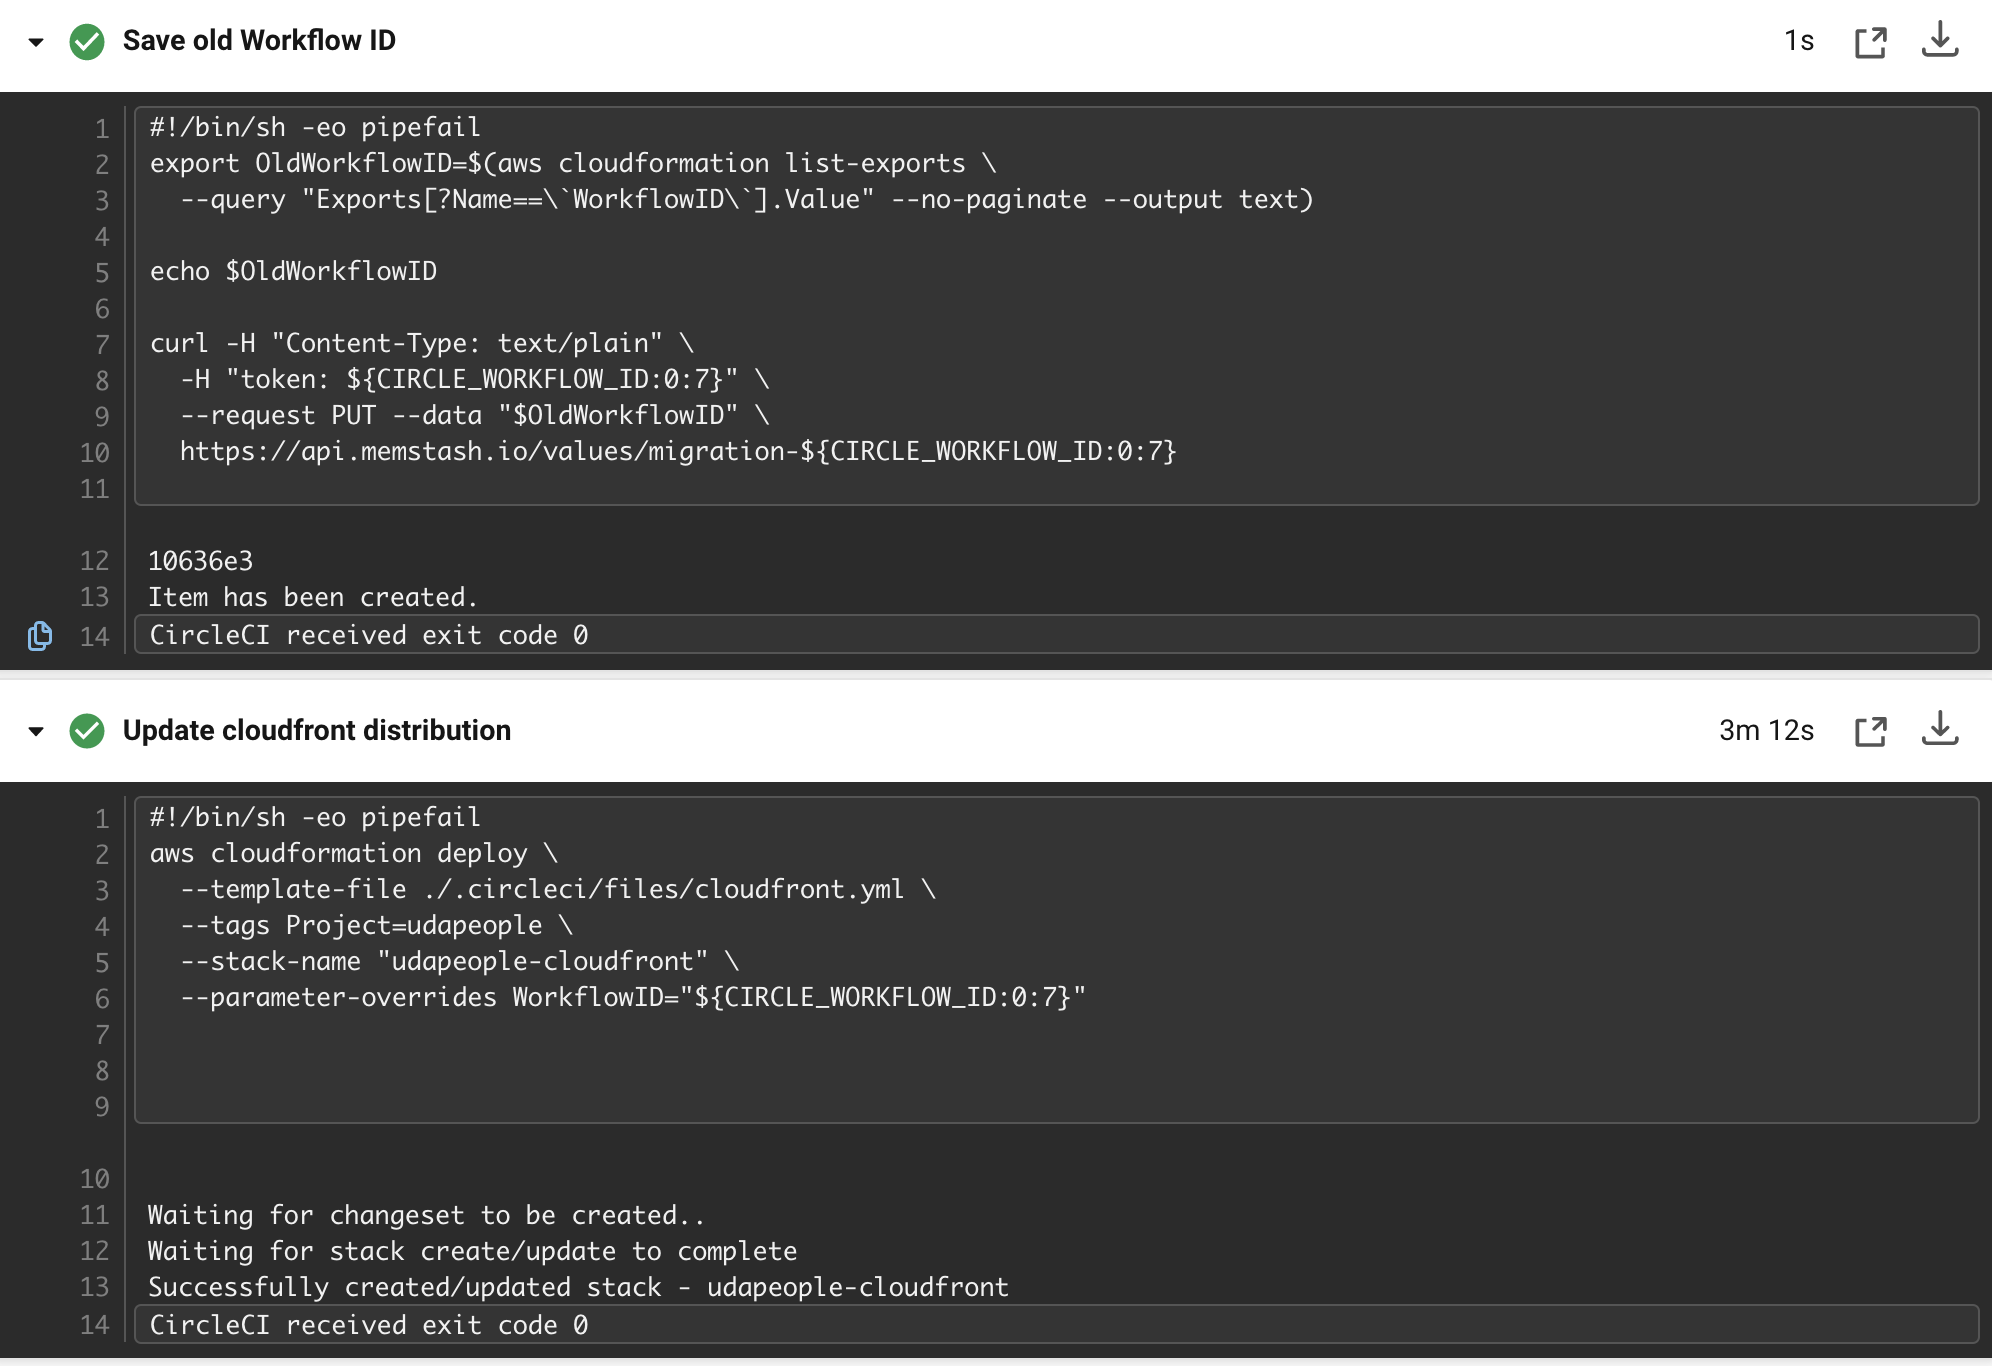 Save old Workflow ID 1s
1 #!/bin/sh -eo pipefail
2 export OldWorkflowID=$(aws cloudformation list-exports \
3   --query "Exports[?Name==\`WorkflowID\`].Value" --no-paginate --output text)
4
5 echo $OldWorkflowID
6
7 curl -H "Content-Type: text/plain" \
8   -H "token: ${CIRCLE_WORKFLOW_ID:0:7}" \
9   --request PUT --data "$OldWorkflowID" \
10   https://api.memstash.io/values/migration-${CIRCLE_WORKFLOW_ID:0:7}
11
12 10636e3
13 Item has been created.
14 CircleCI received exit code 0
Update cloudfront distribution 3m 12s
1 #!/bin/sh -eo pipefail
2 aws cloudformation deploy \
3   --template-file ./.circleci/files/cloudfront.yml \
4   --tags Project=udapeople \
5   --stack-name "udapeople-cloudfront" \
6   --parameter-overrides WorkflowID="${CIRCLE_WORKFLOW_ID:0:7}"
7
8
9
10
11 Waiting for changeset to be created..
12 Waiting for stack create/update to complete
13 Successfully created/updated stack - udapeople-cloudfront
14 CircleCI received exit code 0